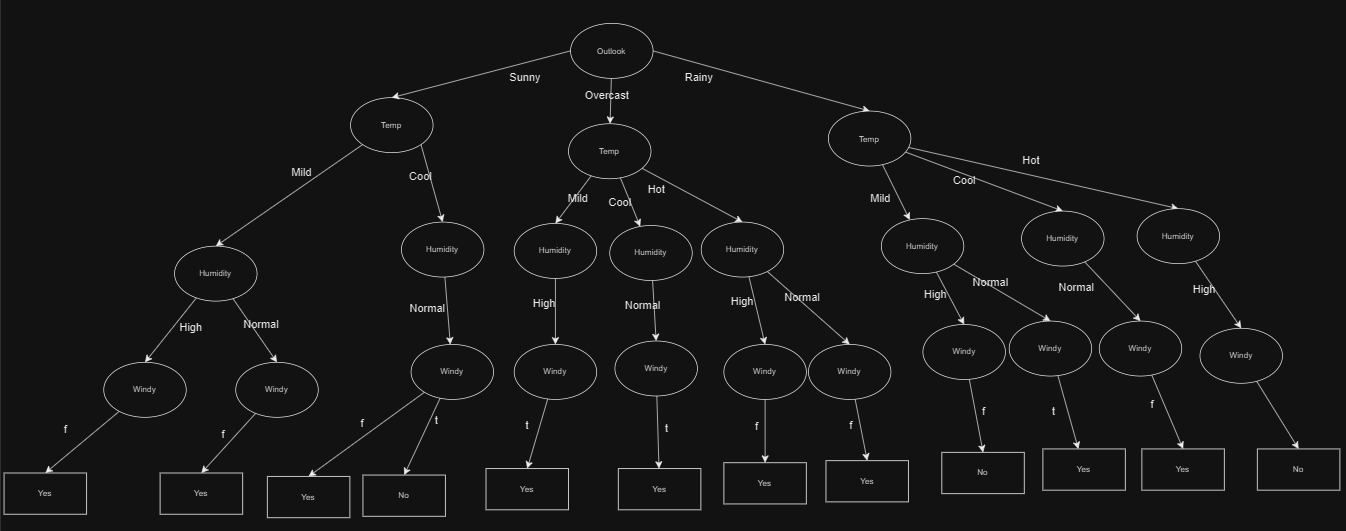 Outlook
Sunny
Overcast
Rainy
Temp
Temp
Temp
Mild
Cool
Mild
Cool
Hot
Mild
Cool
Hot
Humidity
Humidity
Humidity
Humidity
Humidity
Humidity
Humidity
Humidity
High
Normal
Normal
High
Normal
High
Normal
High
Normal
Normal
High
Windy
Windy
Windy
Windy
Windy
Windy
Windy
Windy
Windy
Windy
Windy
f
f
f
t
t
t
f
f
f
t
f
Yes
Yes
Yes
No
Yes
Yes
Yes
Yes
No
Yes
Yes
No